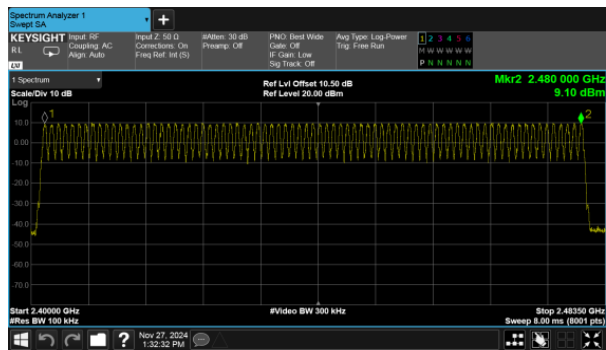 Spectrum Analyzer 1
Swept SA
+
KEYSIGHT Input: RF Input Z: 50 Ω #Atten: 30 dB PNO: Best Wide Avg Type: Log-Power 1 2 3 4 5 6
RL Coupling: AC Corrections: On Preamp: Off Gate: Off Trig: Free Run M W W W W W
Align: Auto Freq Ref: Int (S) IF Gain: Low
LXI Sig Track: Off P N N N N N
1 Spectrum Ref Lvl Offset 10.50 dB Mkr2 2.480 000 GHz
Scale/Div 10 dB Ref Level 20.00 dBm 9.10 dBm
Log
1 2
10.0
0.00
-10.0
-20.0
-30.0
-40.0
-50.0
-60.0
-70.0
Start 2.40000 GHz #Video BW 300 kHz Stop 2.48350 GHz
#Res BW 100 kHz Sweep 8.00 ms (8001 pts)
? Nov 27, 2024
1:32:32 PM